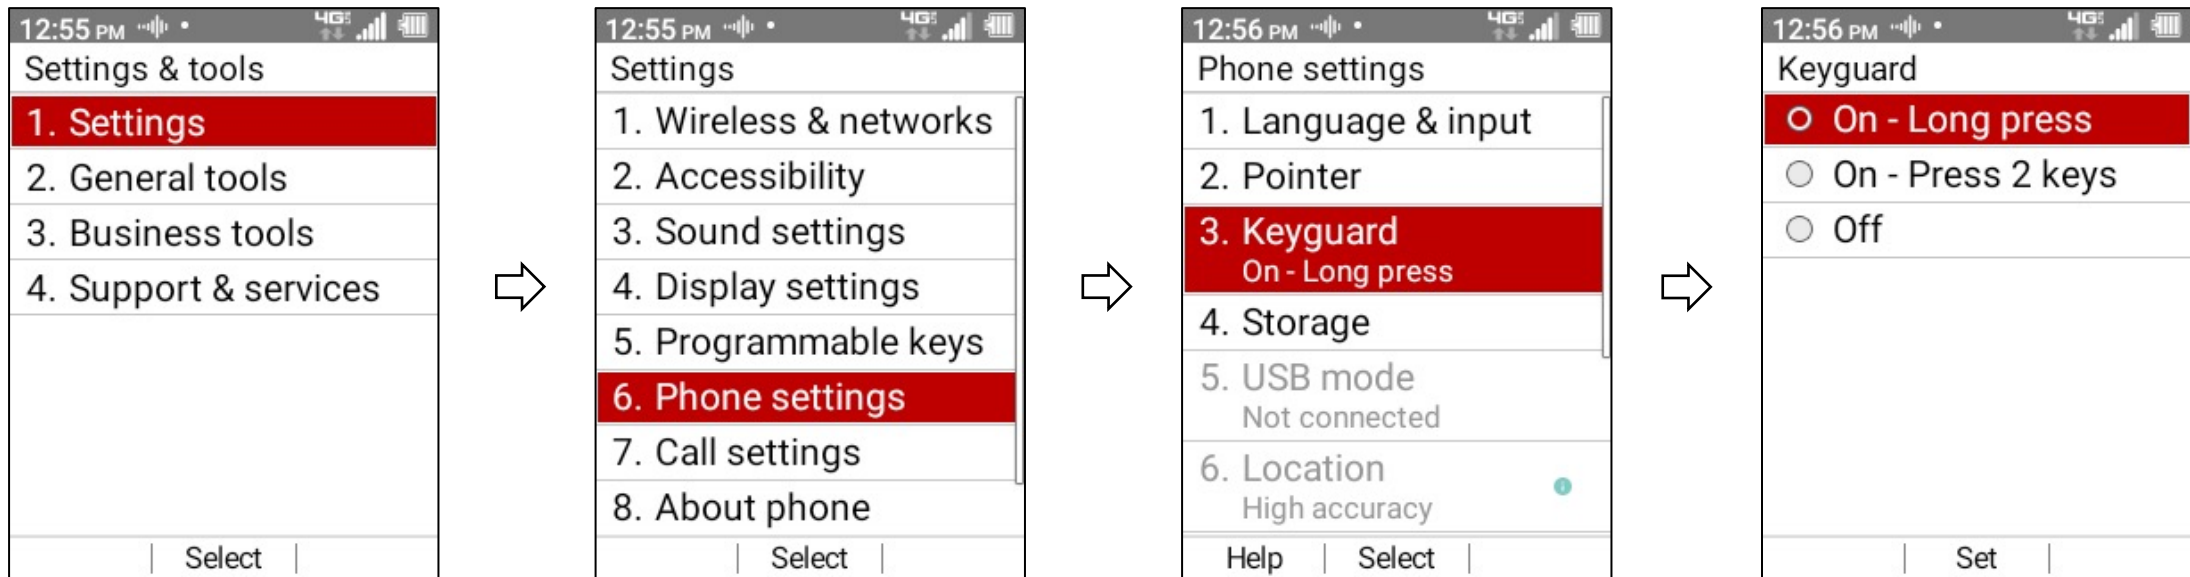 12:55 PM 4G
Settings & tools
1. Settings
2. General tools
3. Business tools
4. Support & services
Select
12:55 PM 4G
Settings
1. Wireless & networks
2. Accessibility
3. Sound settings
4. Display settings
5. Programmable keys
6. Phone settings
7. Call settings
8. About phone
Select
12:56 PM 4G
Phone settings
1. Language & input
2. Pointer
3. Keyguard
On - Long press
4. Storage
5. USB mode
Not connected
6. Location
High accuracy
Help Select
12:56 PM 4G
Keyguard
On - Long press
On - Press 2 keys
Off
Set